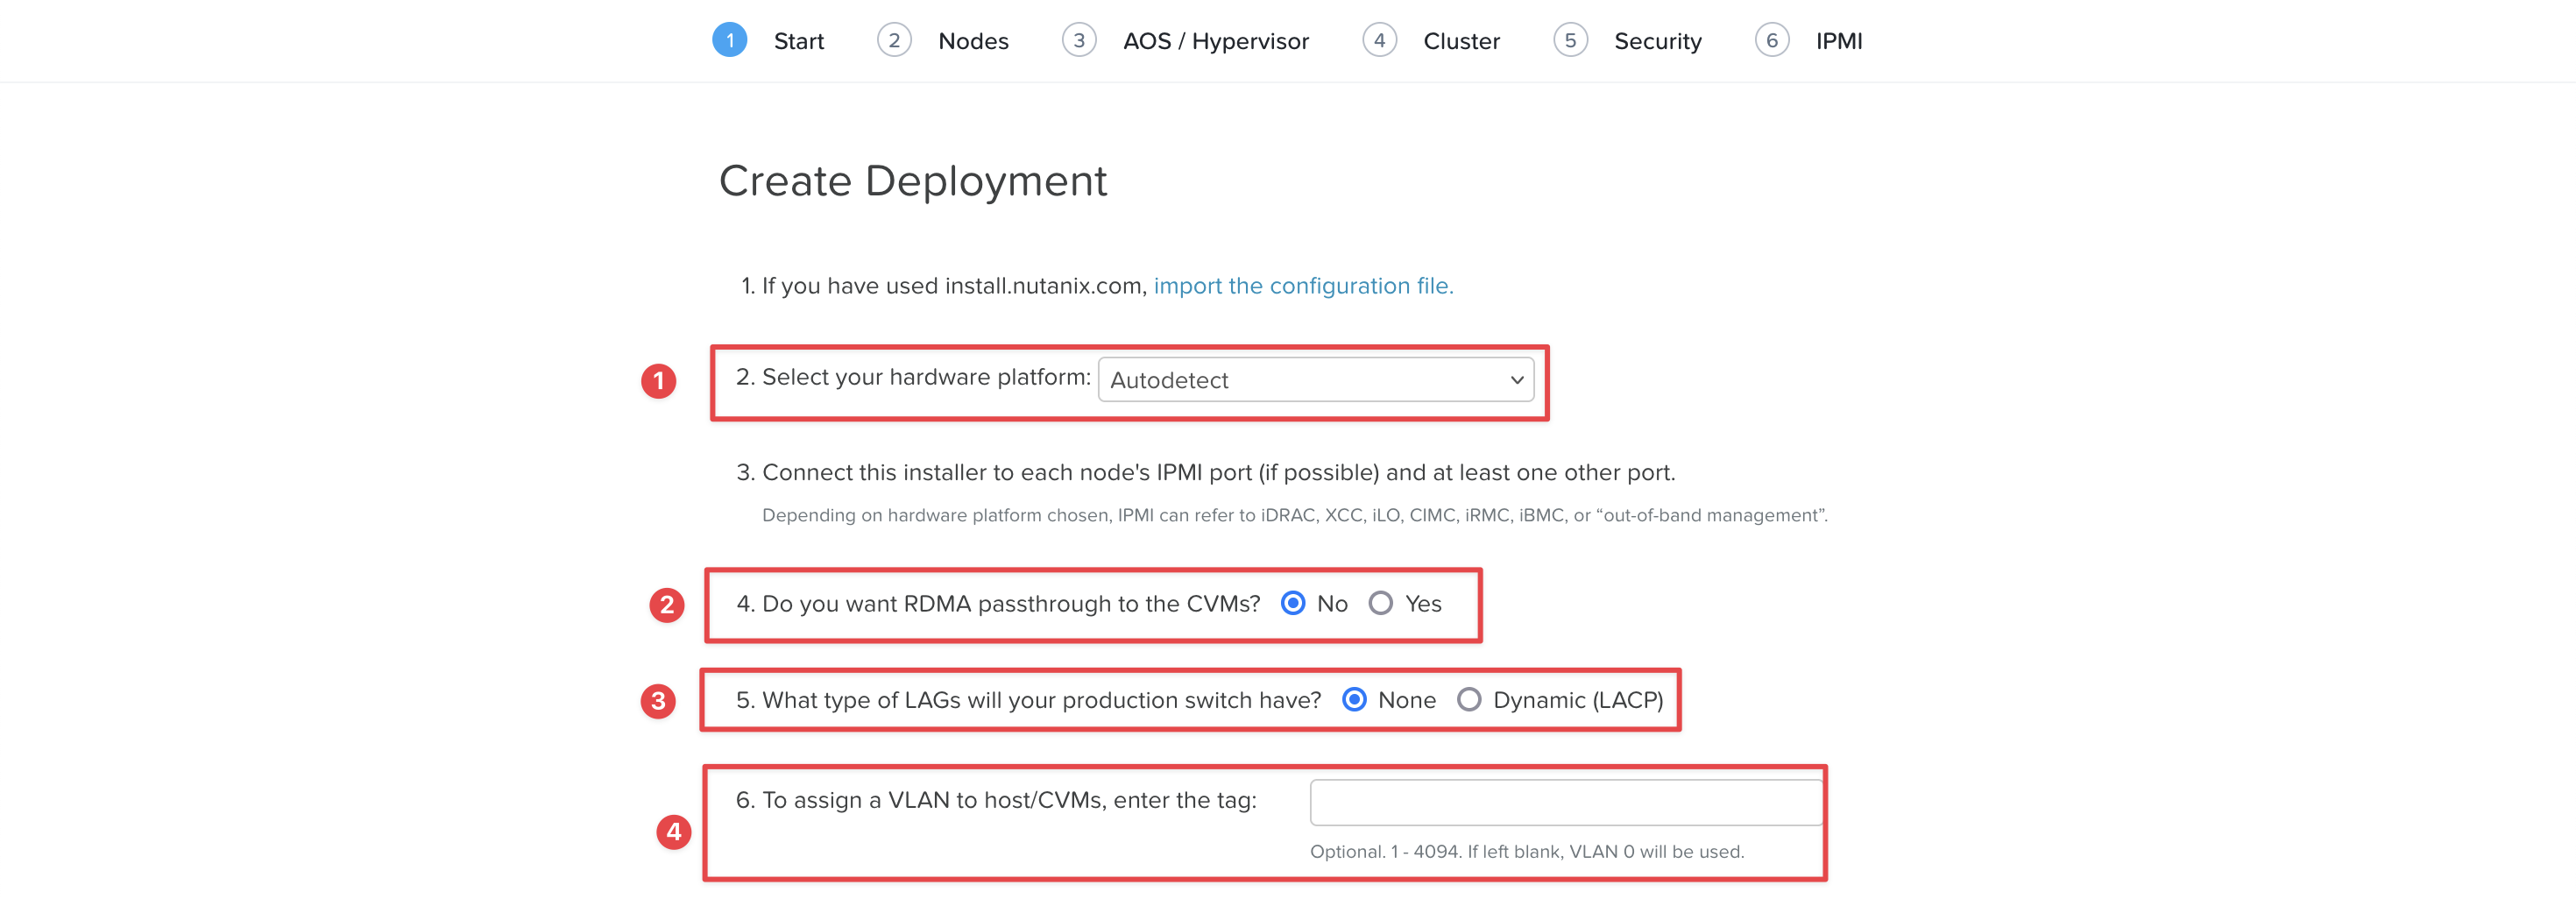 1 Start 2 Nodes 3 AOS / Hypervisor 4 Cluster 5 Security 6 IPMI
Create Deployment
1. If you have used install.nutanix.com, import the configuration file.
1 2. Select your hardware platform: Autodetect
3. Connect this installer to each node's IPMI port (if possible) and at least one other port.
Depending on hardware platform chosen, IPMI can refer to iDRAC, XCC, iLO, CIMC, iRMC, iBMC, or “out-of-band management”.
2 4. Do you want RDMA passthrough to the CVMs? No Yes
3 5. What type of LAGs will your production switch have? None Dynamic (LACP)
4 6. To assign a VLAN to host/CVMs, enter the tag:
Optional. 1 - 4094. If left blank, VLAN 0 will be used.